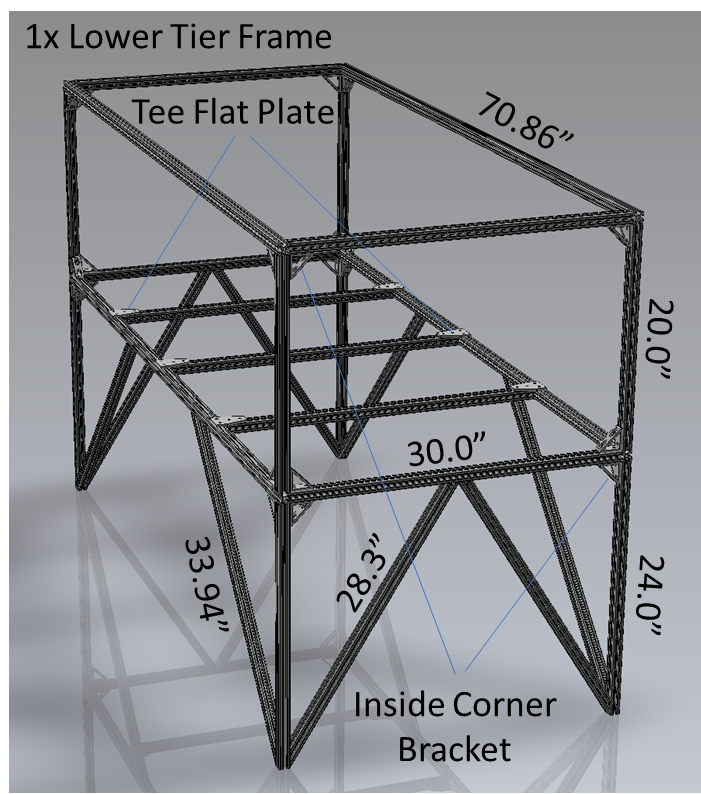 1x Lower Tier Frame
Tee Flat Plate
70.86”
20.0”
30.0”
33.94”
28.3”
24.0”
Inside Corner
Bracket